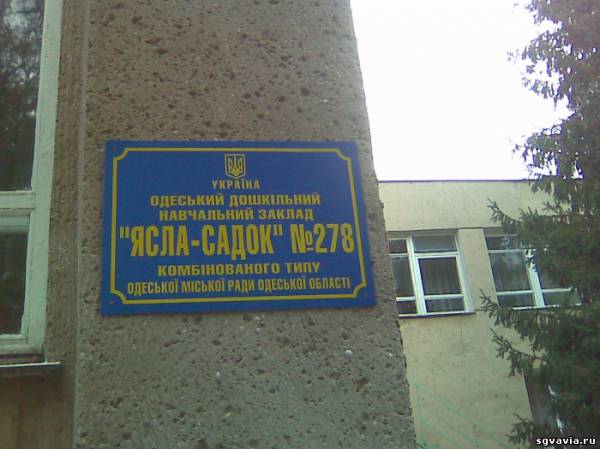 УКРАЇНА
ОДЕСЬКИЙ ДОШКІЛЬНИЙ
НАВЧАЛЬНИЙ ЗАКЛАД
"ЯСЛА-САДОК" №278
КОМБІНОВАНОГО ТИПУ
ОДЕСЬКОЇ МІСЬКОЇ РАДИ ОДЕСЬКОЇ ОБЛАСТІ
sgvavia.ru